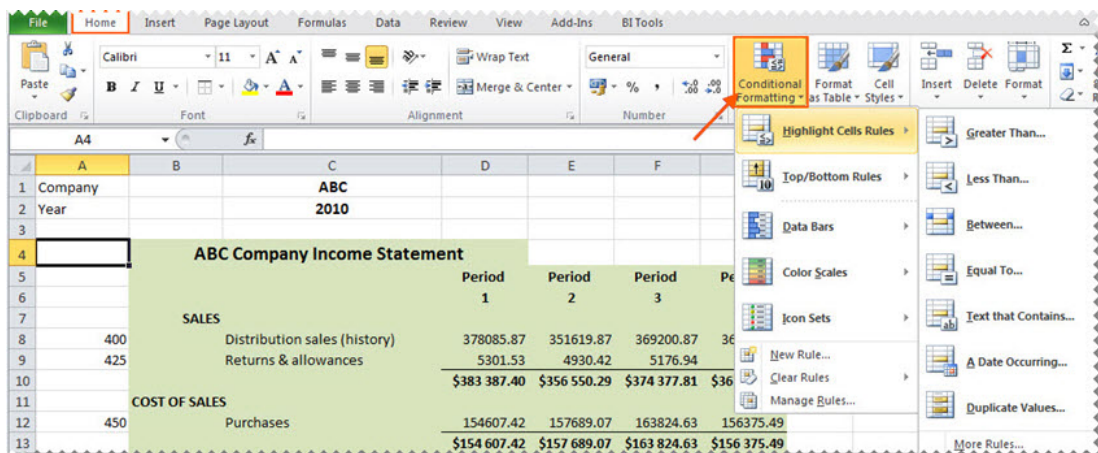 File Home Insert Page Layout Formulas Data Review View Add-Ins BI Tools
Calibri 11 A A Wrap Text General Σ
Paste B I U A Merge & Center % , .00 Conditional Formatting Format as Table Cell Styles Insert Delete Format
Clipboard Font Alignment Number
A4 fx
A B C D E F
1 Company ABC
2 Year 2010
3
4 ABC Company Income Statement
5 Period Period Period
6 1 2 3
7 SALES
8 400 Distribution sales (history) 378085.87 351619.87 369200.87
9 425 Returns & allowances 5301.53 4930.42 5176.94
10 $383 387.40 $356 550.29 $374 377.81
11 COST OF SALES
12 450 Purchases 154607.42 157689.07 163824.63 156375.49
13 $154 607.42 $157 689.07 $163 824.63 $156 375.49
Highlight Cells Rules
Top/Bottom Rules
Data Bars
Color Scales
Icon Sets
New Rule...
Clear Rules
Manage Rules...
Greater Than...
Less Than...
Between...
Equal To...
Text that Contains...
A Date Occurring...
Duplicate Values...
More Rules...